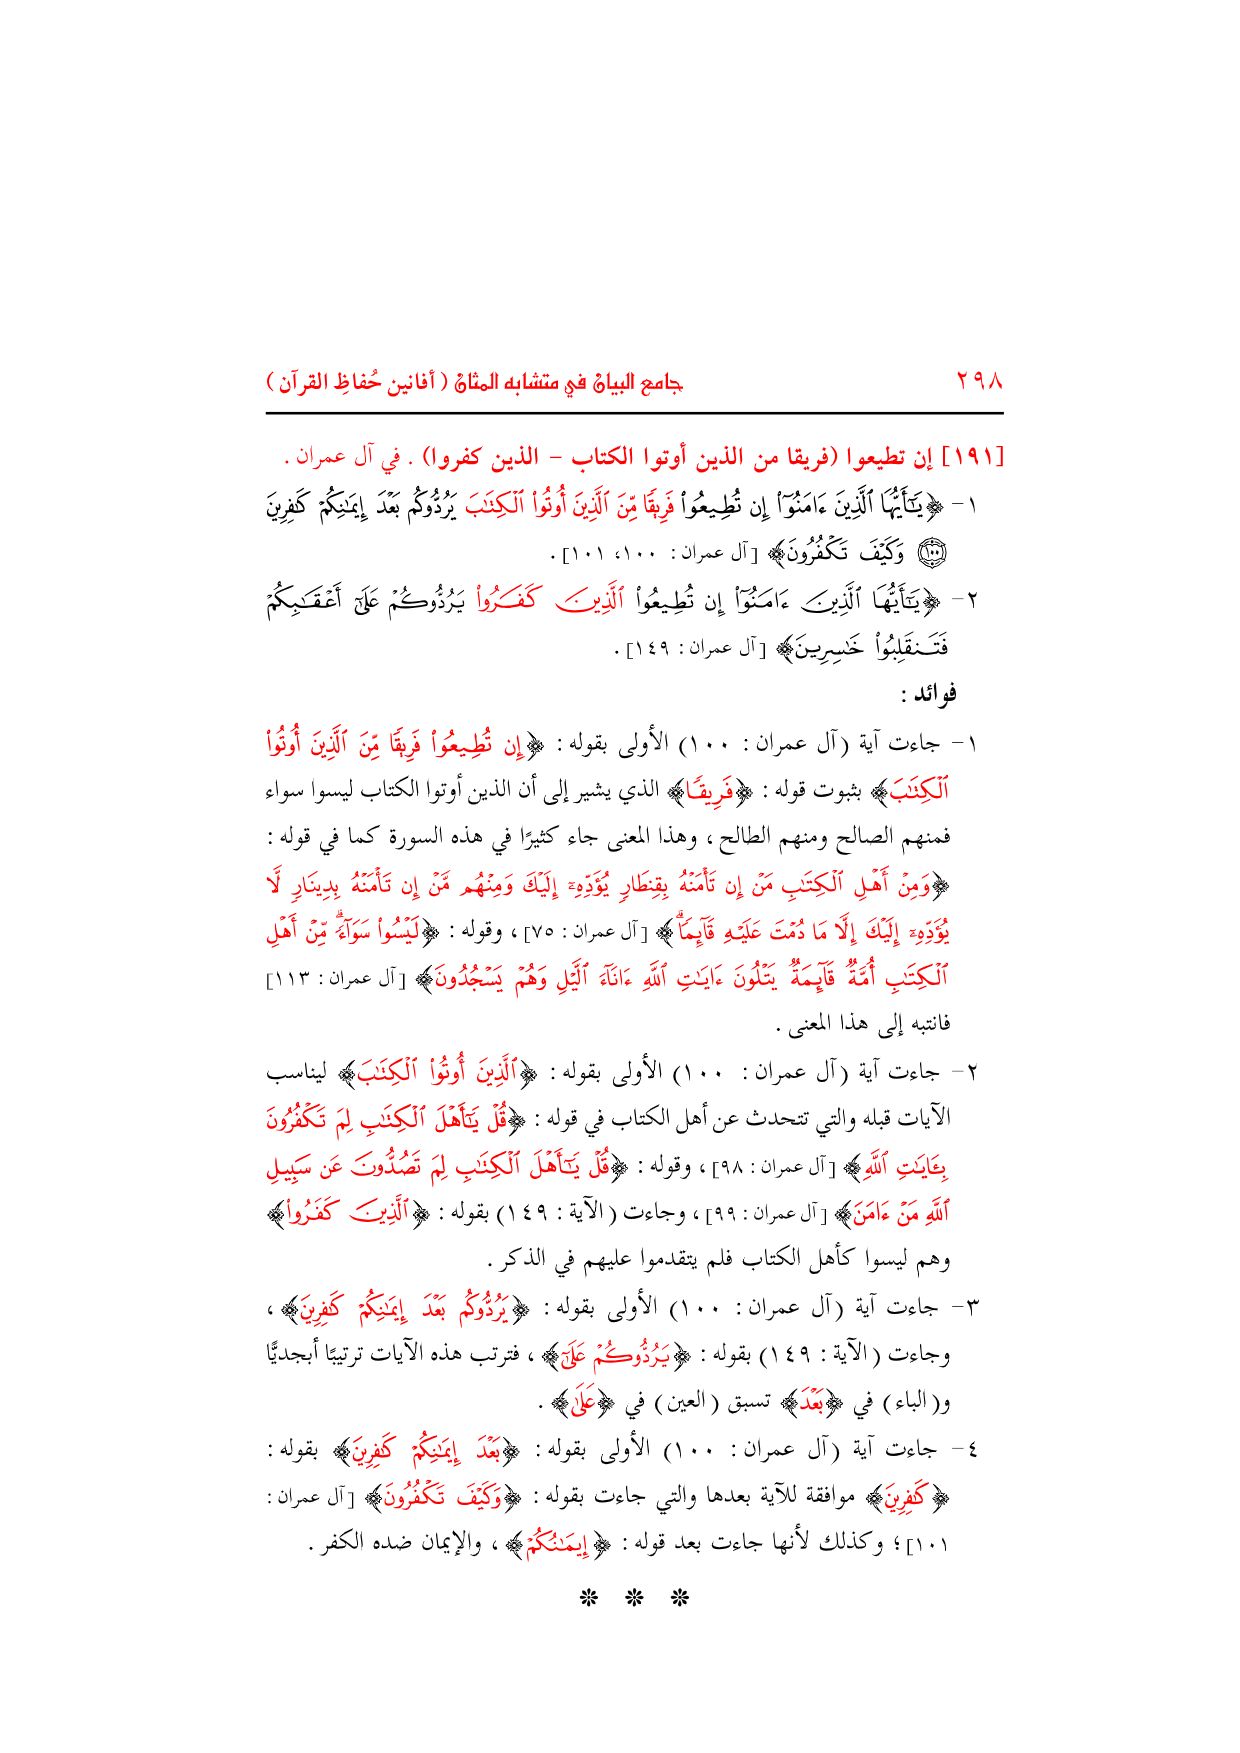 ٢٩٨ جامع البيان في متشابه المثان ( أفانين حُفاظِ القرآن )
[١٩١] إن تطيعوا (فريقا من الذين أوتوا الكتاب – الذين كفروا) . في آل عمران .
١- ﴿يَٰٓأَيُّهَا ٱلَّذِينَ ءَامَنُوٓاْ إِن تُطِيعُواْ فَرِيقٗا مِّنَ ٱلَّذِينَ أُوتُواْ ٱلۡكِتَٰبَ يَرُدُّوكُم بَعۡدَ إِيمَٰنِكُمۡ كَٰفِرِينَ
١٠٠ وَكَيۡفَ تَكۡفُرُونَ﴾ [آل عمران : ١٠٠، ١٠١] .
٢- ﴿يَٰٓأَيُّهَا ٱلَّذِينَ ءَامَنُوٓاْ إِن تُطِيعُواْ ٱلَّذِينَ كَفَرُواْ يَرُدُّوكُمۡ عَلَىٰٓ أَعۡقَٰبِكُمۡ
فَتَنقَلِبُواْ خَٰسِرِينَ﴾ [آل عمران : ١٤٩] .
فوائد :
١- جاءت آية (آل عمران : ١٠٠) الأولى بقوله : ﴿إِن تُطِيعُواْ فَرِيقٗا مِّنَ ٱلَّذِينَ أُوتُواْ
ٱلۡكِتَٰبَ﴾ بثبوت قوله : ﴿فَرِيقٗا﴾ الذي يشير إلى أن الذين أوتوا الكتاب ليسوا سواء
فمنهم الصالح ومنهم الطالح ، وهذا المعنى جاء كثيرًا في هذه السورة كما في قوله :
﴿وَمِنۡ أَهۡلِ ٱلۡكِتَٰبِ مَنۡ إِن تَأۡمَنۡهُ بِقِنطَارٖ يُؤَدِّهِۦٓ إِلَيۡكَ وَمِنۡهُم مَّنۡ إِن تَأۡمَنۡهُ بِدِينَارٖ لَّا
يُؤَدِّهِۦٓ إِلَيۡكَ إِلَّا مَا دُمۡتَ عَلَيۡهِ قَآئِمٗاۗ﴾ [آل عمران : ٧٥] ، وقوله : ﴿لَيۡسُواْ سَوَآءٗۗ مِّنۡ أَهۡلِ
ٱلۡكِتَٰبِ أُمَّةٞ قَآئِمَةٞ يَتۡلُونَ ءَايَٰتِ ٱللَّهِ ءَانَآءَ ٱلَّيۡلِ وَهُمۡ يَسۡجُدُونَ﴾ [آل عمران : ١١٣]
فانتبه إلى هذا المعنى .
٢- جاءت آية (آل عمران : ١٠٠) الأولى بقوله : ﴿ٱلَّذِينَ أُوتُواْ ٱلۡكِتَٰبَ﴾ ليناسب
الآيات قبله والتي تتحدث عن أهل الكتاب في قوله : ﴿قُلۡ يَٰٓأَهۡلَ ٱلۡكِتَٰبِ لِمَ تَكۡفُرُونَ
بِـَٔايَٰتِ ٱللَّهِ﴾ [آل عمران : ٩٨] ، وقوله : ﴿قُلۡ يَٰٓأَهۡلَ ٱلۡكِتَٰبِ لِمَ تَصُدُّونَ عَن سَبِيلِ
ٱللَّهِ مَنۡ ءَامَنَ﴾ [آل عمران : ٩٩] ، وجاءت (الآية : ١٤٩) بقوله : ﴿ٱلَّذِينَ كَفَرُواْ﴾
وهم ليسوا كأهل الكتاب فلم يتقدموا عليهم في الذكر .
٣- جاءت آية (آل عمران : ١٠٠) الأولى بقوله : ﴿يَرُدُّوكُم بَعۡدَ إِيمَٰنِكُمۡ كَٰفِرِينَ﴾ ،
وجاءت (الآية : ١٤٩) بقوله : ﴿يَرُدُّوكُمۡ عَلَىٰٓ﴾ ، فترتب هذه الآيات ترتيبًا أبجديًّا
و(الباء) في ﴿بَعۡدَ﴾ تسبق (العين) في ﴿عَلَىٰ﴾ .
٤- جاءت آية (آل عمران : ١٠٠) الأولى بقوله : ﴿بَعۡدَ إِيمَٰنِكُمۡ كَٰفِرِينَ﴾ بقوله :
﴿كَٰفِرِينَ﴾ موافقة للآية بعدها والتي جاءت بقوله : ﴿وَكَيۡفَ تَكۡفُرُونَ﴾ [آل عمران :
١٠١] ؛ وكذلك لأنها جاءت بعد قوله : ﴿إِيمَٰنُكُمۡ﴾ ، والإيمان ضده الكفر .
❊ ❊ ❊